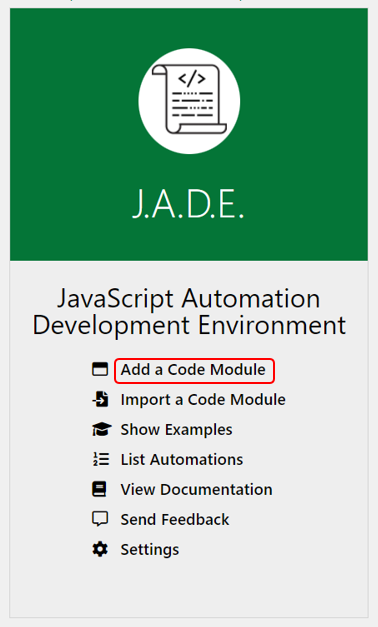 </>
J.A.D.E.
JavaScript Automation
Development Environment
Add a Code Module
Import a Code Module
Show Examples
List Automations
View Documentation
Send Feedback
Settings